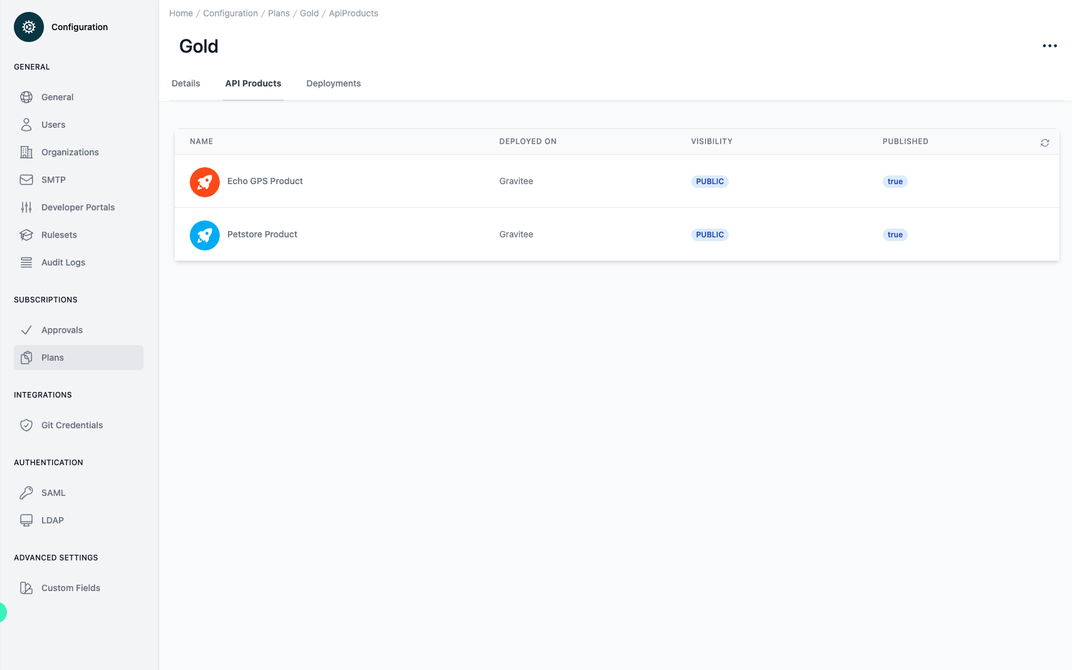 Configuration
GENERAL
General
Users
Organizations
SMTP
Developer Portals
Rulesets
Audit Logs
SUBSCRIPTIONS
Approvals
Plans
INTEGRATIONS
Git Credentials
AUTHENTICATION
SAML
LDAP
ADVANCED SETTINGS
Custom Fields
Home / Configuration / Plans / Gold / ApiProducts
Gold
Details API Products Deployments
NAME DEPLOYED ON VISIBILITY PUBLISHED
Echo GPS Product Gravitee PUBLIC true
Petstore Product Gravitee PUBLIC true